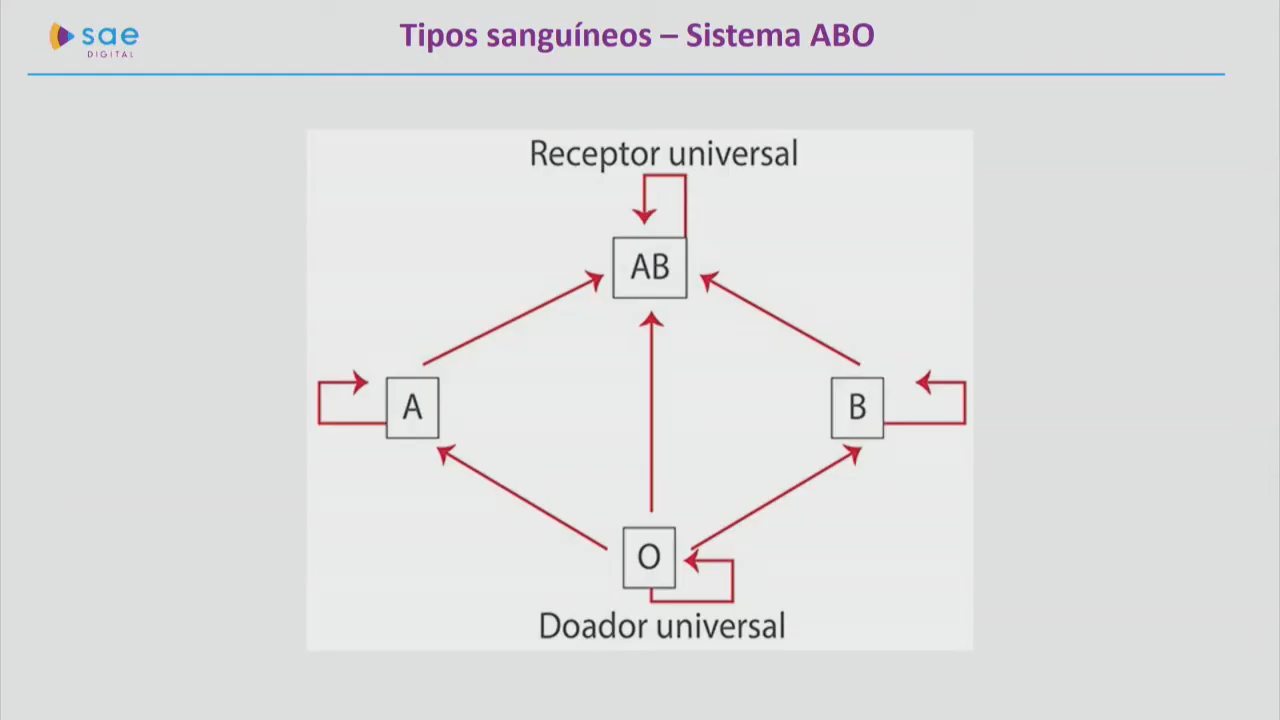 sae
DIGITAL
Tipos sanguíneos – Sistema ABO
Receptor universal
AB
A
B
O
Doador universal